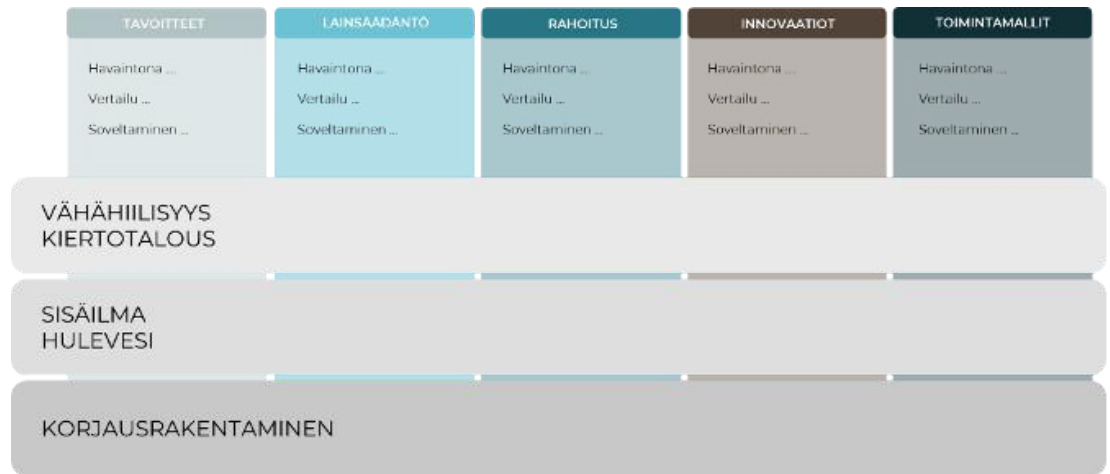 TAVOITTEET
LAINSÄÄDÄNTÖ
RAHOITUS
INNOVAATIOT
TOIMINTAMALLIT
Havaintona ...
Vertailu ...
Soveltaminen ...
Havaintona ...
Vertailu ...
Soveltaminen ...
Havaintona ...
Vertailu ...
Soveltaminen ...
Havaintona ...
Vertailu ...
Soveltaminen ...
Havaintona ...
Vertailu ...
Soveltaminen ...
VÄHÄHIILISYYS
KIERTOTALOUS
SISÄILMA
HULEVESI
KORJAUSRAKENTAMINEN